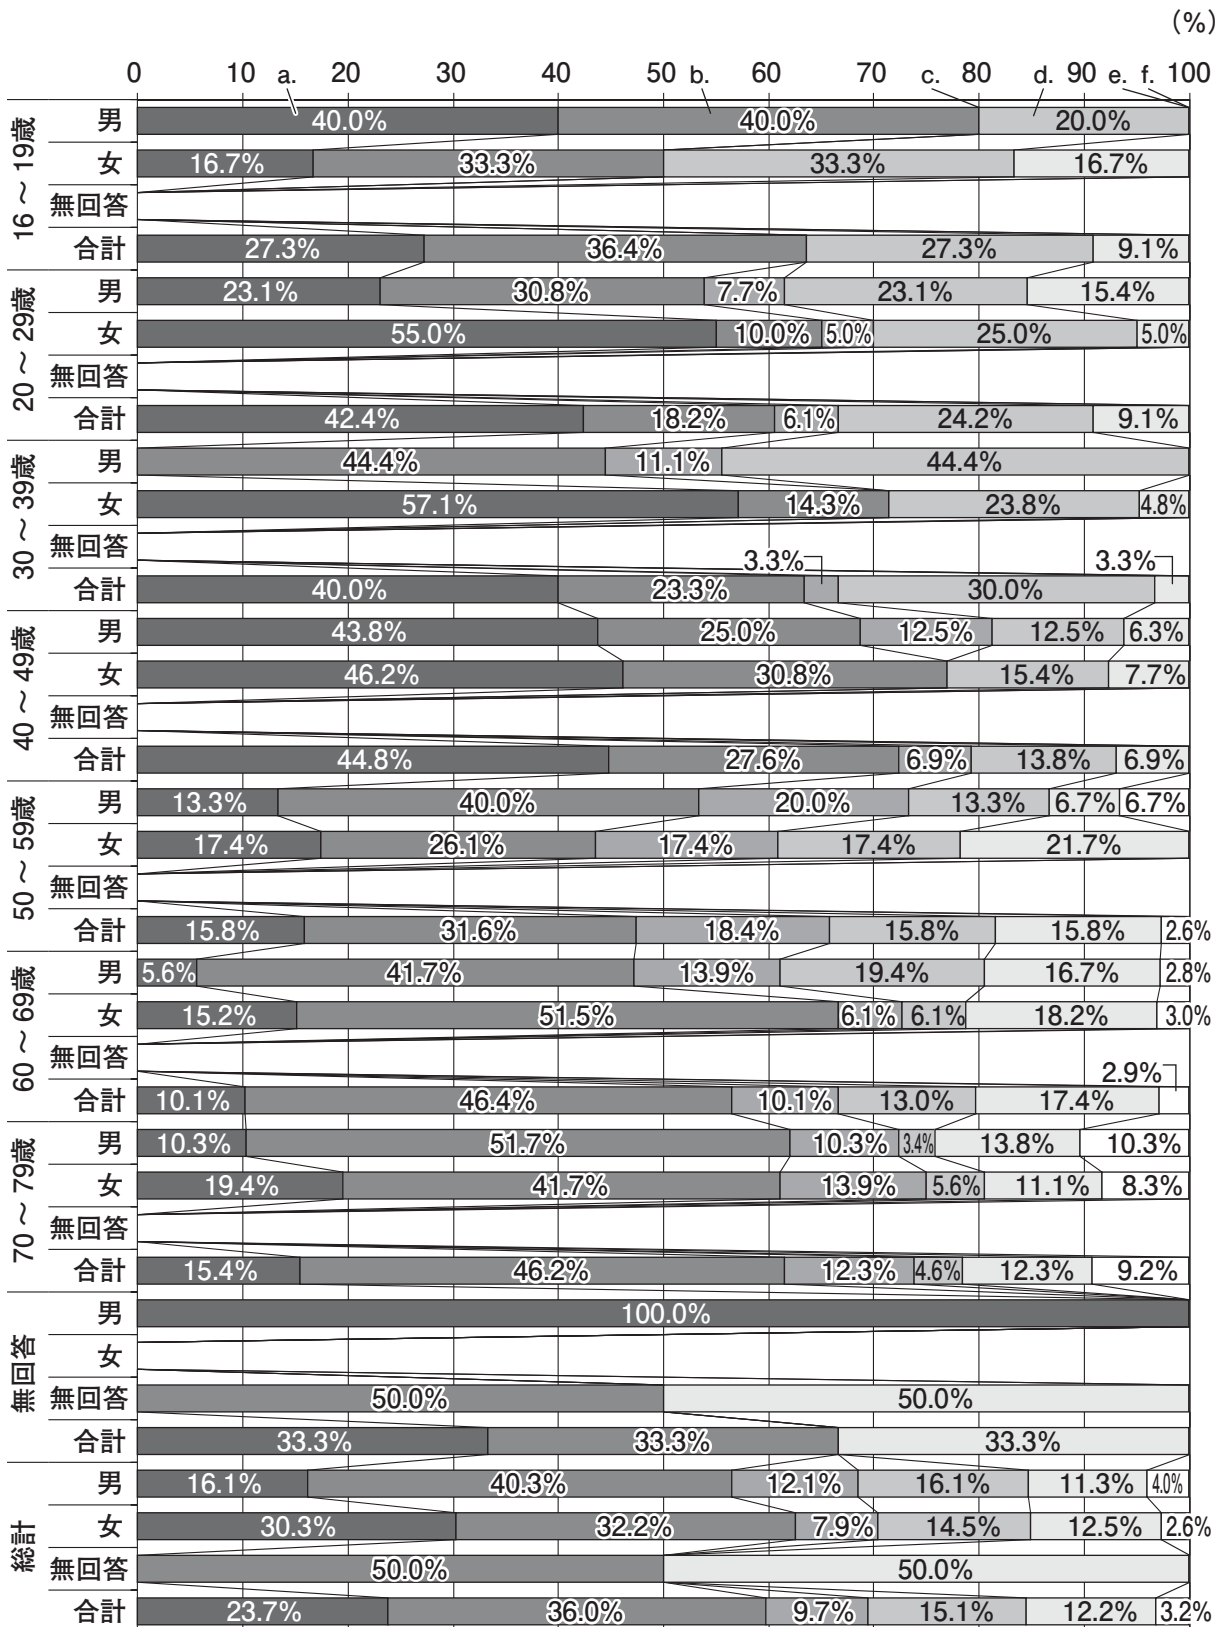 (%)
0 10 a. 20 30 40 50 b. 60 70 c. 80 d. 90 e. f. 100
16～19歳
男 40.0% 40.0% 20.0%
女 16.7% 33.3% 33.3% 16.7%
無回答
合計 27.3% 36.4% 27.3% 9.1%
20～29歳
男 23.1% 30.8% 7.7% 23.1% 15.4%
女 55.0% 10.0% 5.0% 25.0% 5.0%
無回答
合計 42.4% 18.2% 6.1% 24.2% 9.1%
30～39歳
男 44.4% 11.1% 44.4%
女 57.1% 14.3% 23.8% 4.8%
無回答
3.3% 3.3%
合計 40.0% 23.3% 30.0%
40～49歳
男 43.8% 25.0% 12.5% 12.5% 6.3%
女 46.2% 30.8% 15.4% 7.7%
無回答
合計 44.8% 27.6% 6.9% 13.8% 6.9%
50～59歳
男 13.3% 40.0% 20.0% 13.3% 6.7% 6.7%
女 17.4% 26.1% 17.4% 17.4% 21.7%
無回答
合計 15.8% 31.6% 18.4% 15.8% 15.8% 2.6%
60～69歳
男 5.6% 41.7% 13.9% 19.4% 16.7% 2.8%
女 15.2% 51.5% 6.1% 6.1% 18.2% 3.0%
無回答
2.9%
合計 10.1% 46.4% 10.1% 13.0% 17.4%
70～79歳
男 10.3% 51.7% 10.3% 3.4% 13.8% 10.3%
女 19.4% 41.7% 13.9% 5.6% 11.1% 8.3%
無回答
合計 15.4% 46.2% 12.3% 4.6% 12.3% 9.2%
無回答
男 100.0%
女
無回答 50.0% 50.0%
合計 33.3% 33.3% 33.3%
総計
男 16.1% 40.3% 12.1% 16.1% 11.3% 4.0%
女 30.3% 32.2% 7.9% 14.5% 12.5% 2.6%
無回答 50.0% 50.0%
合計 23.7% 36.0% 9.7% 15.1% 12.2% 3.2%